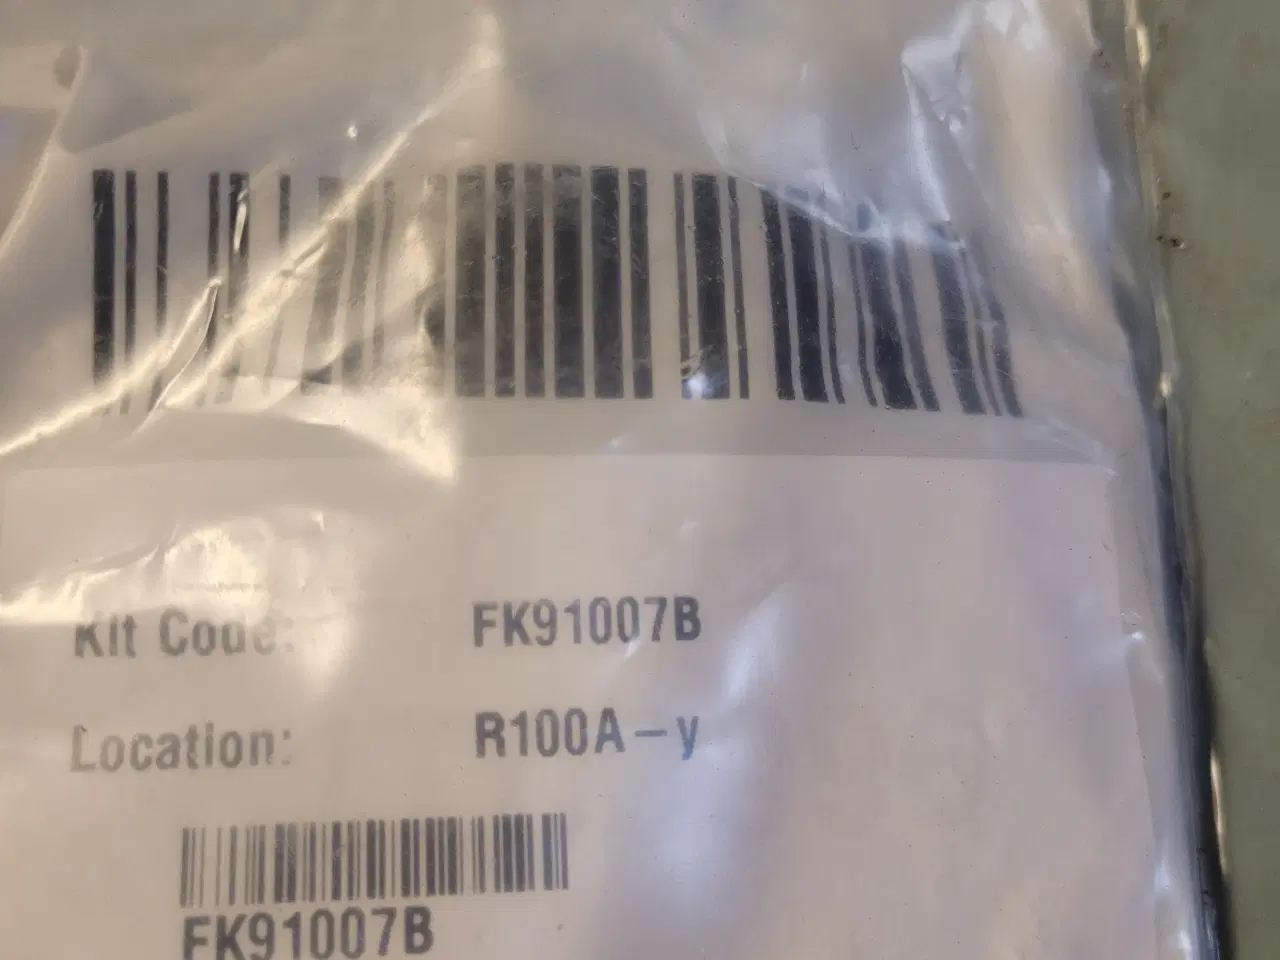 Kit Code: FK91007B
Location: R100A-y
FK91007B